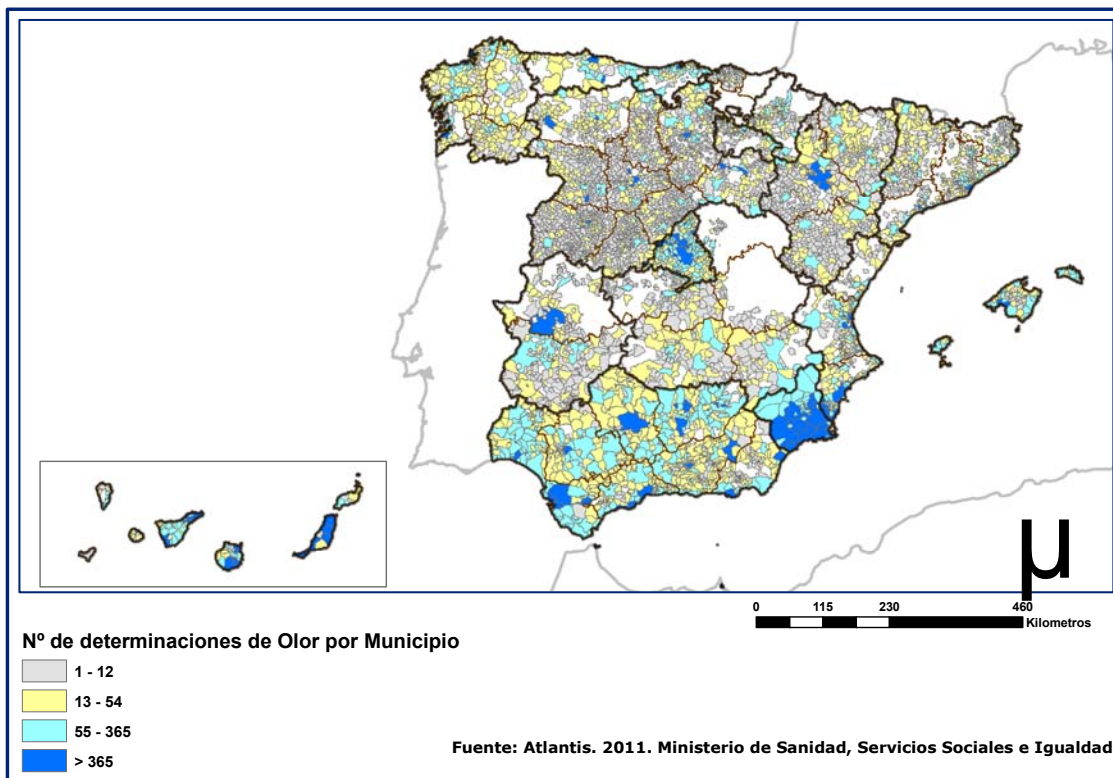 µ
0 115 230 460
Kilometros
Nº de determinaciones de Olor por Municipio
1 - 12
13 - 54
55 - 365
> 365
Fuente: Atlantis. 2011. Ministerio de Sanidad, Servicios Sociales e Igualdad